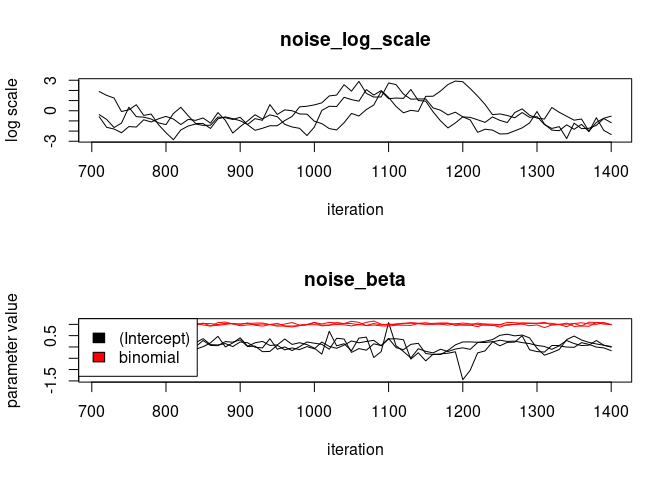 noise_log_scale
log scale
3
0
-3
700 800 900 1000 1100 1200 1300 1400
iteration
noise_beta
parameter value
0.5
-1.5
(Intercept)
binomial
700 800 900 1000 1100 1200 1300 1400
iteration